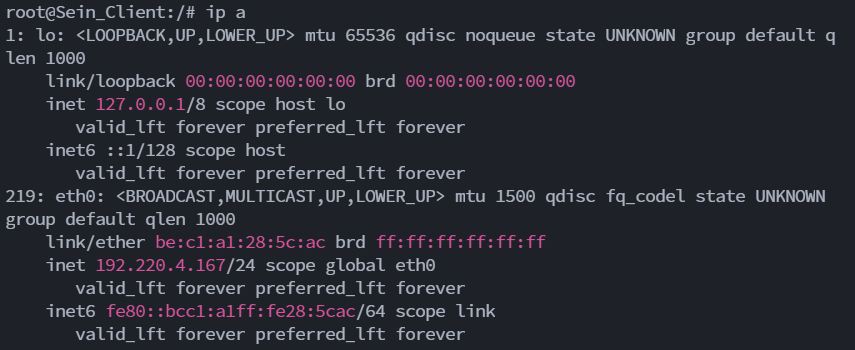 root@Sein_Client:/# ip a
1: lo: <LOOPBACK,UP,LOWER_UP> mtu 65536 qdisc noqueue state UNKNOWN group default q
len 1000
    link/loopback 00:00:00:00:00:00 brd 00:00:00:00:00:00
    inet 127.0.0.1/8 scope host lo
       valid_lft forever preferred_lft forever
    inet6 ::1/128 scope host
       valid_lft forever preferred_lft forever
219: eth0: <BROADCAST,MULTICAST,UP,LOWER_UP> mtu 1500 qdisc fq_codel state UNKNOWN
group default qlen 1000
    link/ether be:c1:a1:28:5c:ac brd ff:ff:ff:ff:ff:ff
    inet 192.220.4.167/24 scope global eth0
       valid_lft forever preferred_lft forever
    inet6 fe80::bcc1:a1ff:fe28:5cac/64 scope link
       valid_lft forever preferred_lft forever